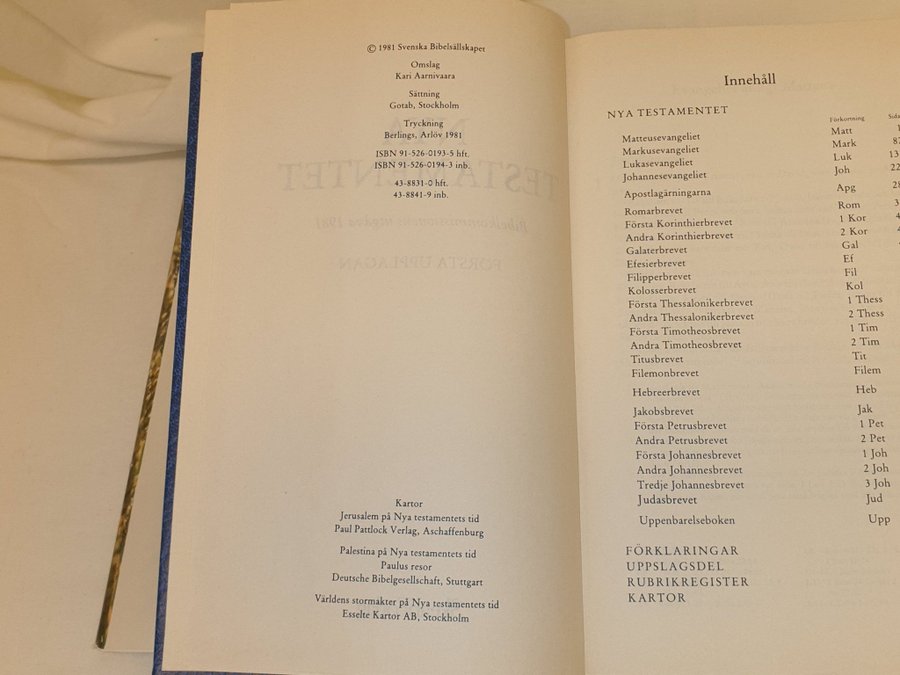 © 1981 Svenska Bibelsällskapet
Omslag
Kari Aarnivaara
Sättning
Gotab, Stockholm
Tryckning
Berlings, Arlöv 1981
ISBN 91-526-0193-5 hft.
ISBN 91-526-0194-3 inb.
43-8831-0 hft.
43-8841-9 inb.
Kartor
Jerusalem på Nya testamentets tid
Paul Pattlock Verlag, Aschaffenburg
Palestina på Nya testamentets tid
Paulus resor
Deutsche Bibelgesellschaft, Stuttgart
Världens stormakter på Nya testamentets tid
Esselte Kartor AB, Stockholm
Innehåll
NYA TESTAMENTET Förkortning
Matteusevangeliet Matt
Markusevangeliet Mark
Lukasevangeliet Luk
Johannesevangeliet Joh
Apostlagärningarna Apg
Romarbrevet Rom
Första Korinthierbrevet 1 Kor
Andra Korinthierbrevet 2 Kor
Galaterbrevet Gal
Efesierbrevet Ef
Filipperbrevet Fil
Kolosserbrevet Kol
Första Thessalonikerbrevet 1 Thess
Andra Thessalonikerbrevet 2 Thess
Första Timotheosbrevet 1 Tim
Andra Timotheosbrevet 2 Tim
Titusbrevet Tit
Filemonbrevet Filem
Hebreerbrevet Heb
Jakobsbrevet Jak
Första Petrusbrevet 1 Pet
Andra Petrusbrevet 2 Pet
Första Johannesbrevet 1 Joh
Andra Johannesbrevet 2 Joh
Tredje Johannesbrevet 3 Joh
Judasbrevet Jud
Uppenbarelseboken Upp
FÖRKLARINGAR
UPPSLAGSDEL
RUBRIKREGISTER
KARTOR